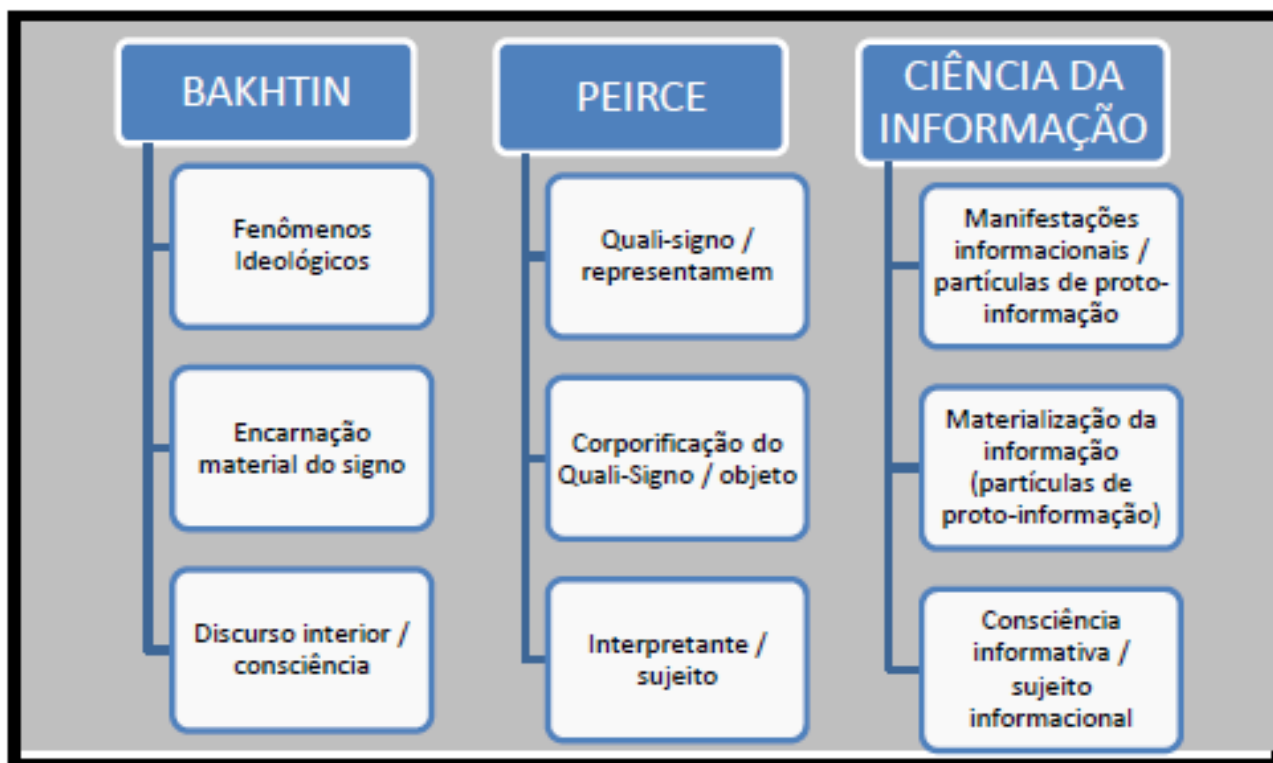 BAKHTIN
Fenômenos
Ideológicos
Encarnação
material do signo
Discurso interior /
consciência
PEIRCE
Quali-signo /
representamem
Corporificação do
Quali-Signo / objeto
Interpretante /
sujeito
CIÊNCIA DA
INFORMAÇÃO
Manifestações
informacionais /
partículas de proto-
informação
Materialização da
informação
(partículas de
proto-informação)
Consciência
informativa /
sujeito
informacional